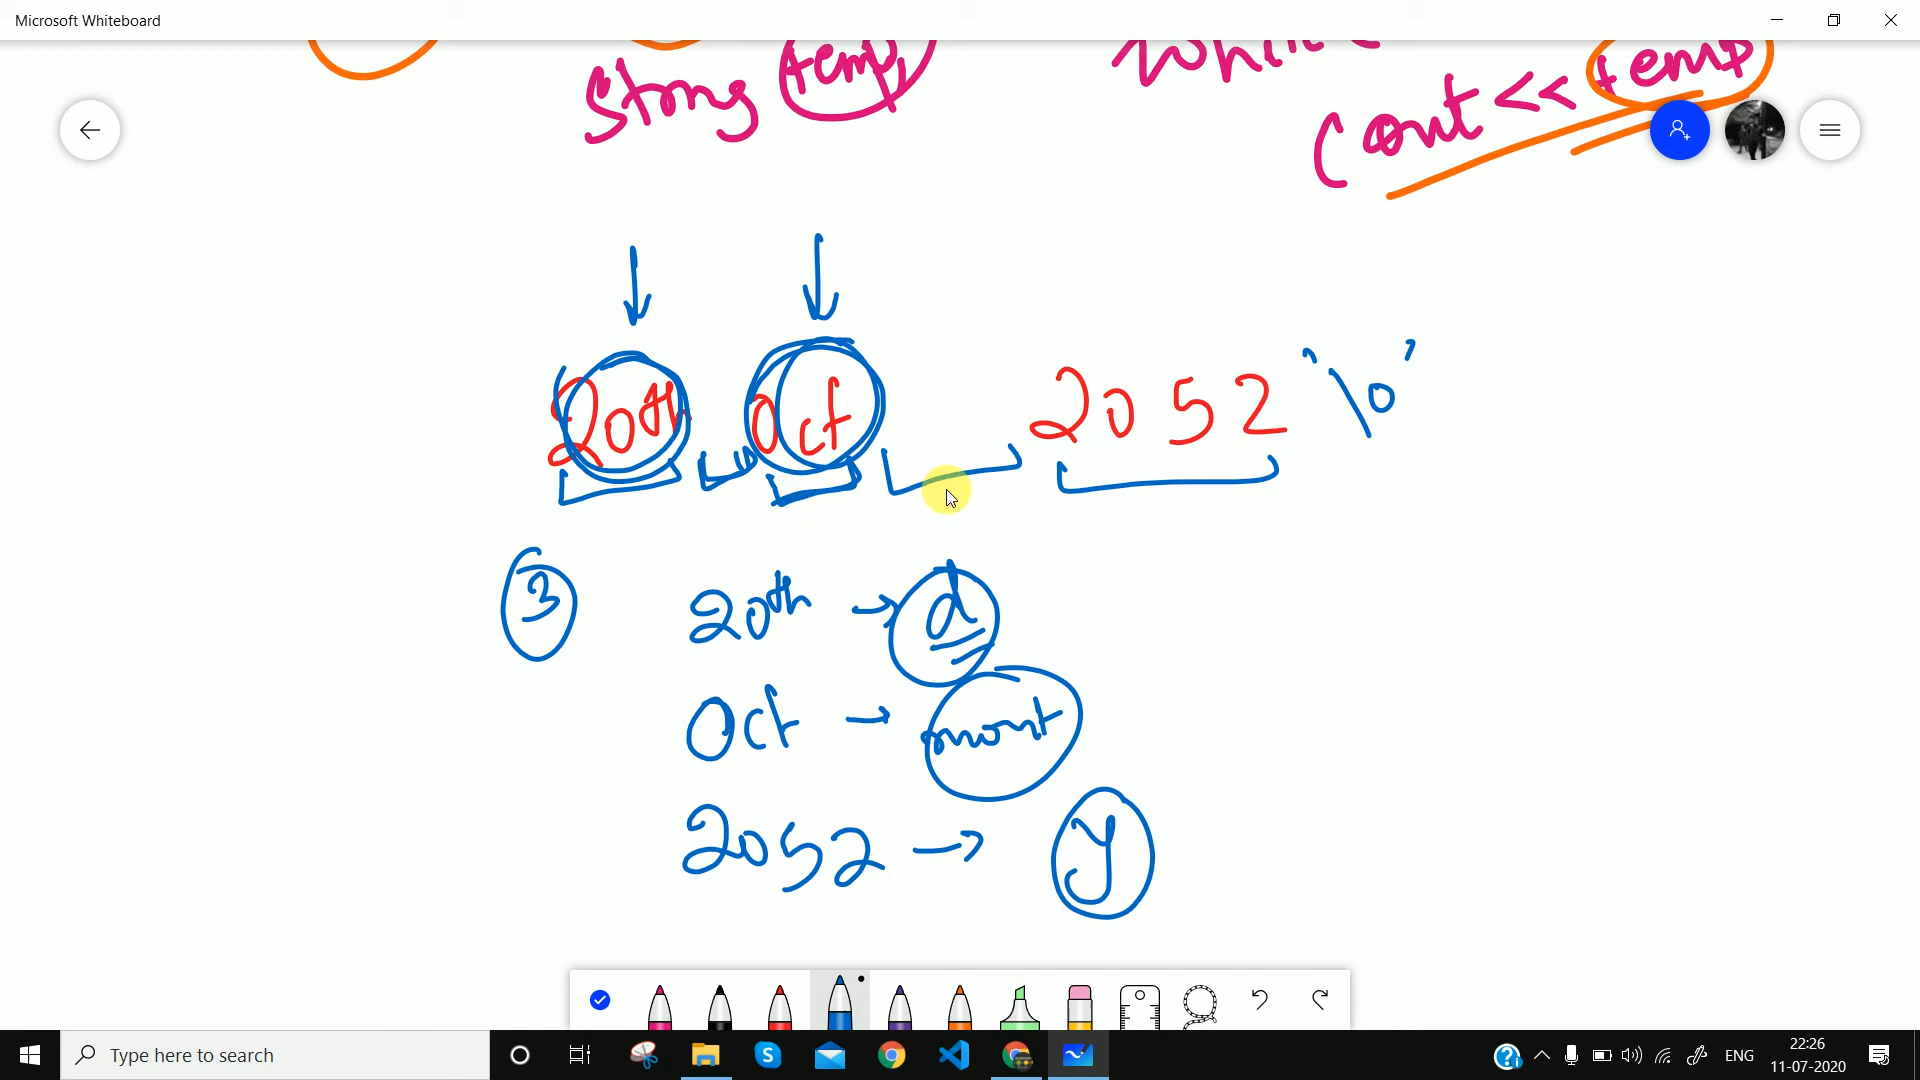 Microsoft Whiteboard
String temp
Cout << temp
20th Oct 2052 '\0'
3
20th → d
Oct → mont
2052 → y
Type here to search
ENG
22:26
11-07-2020